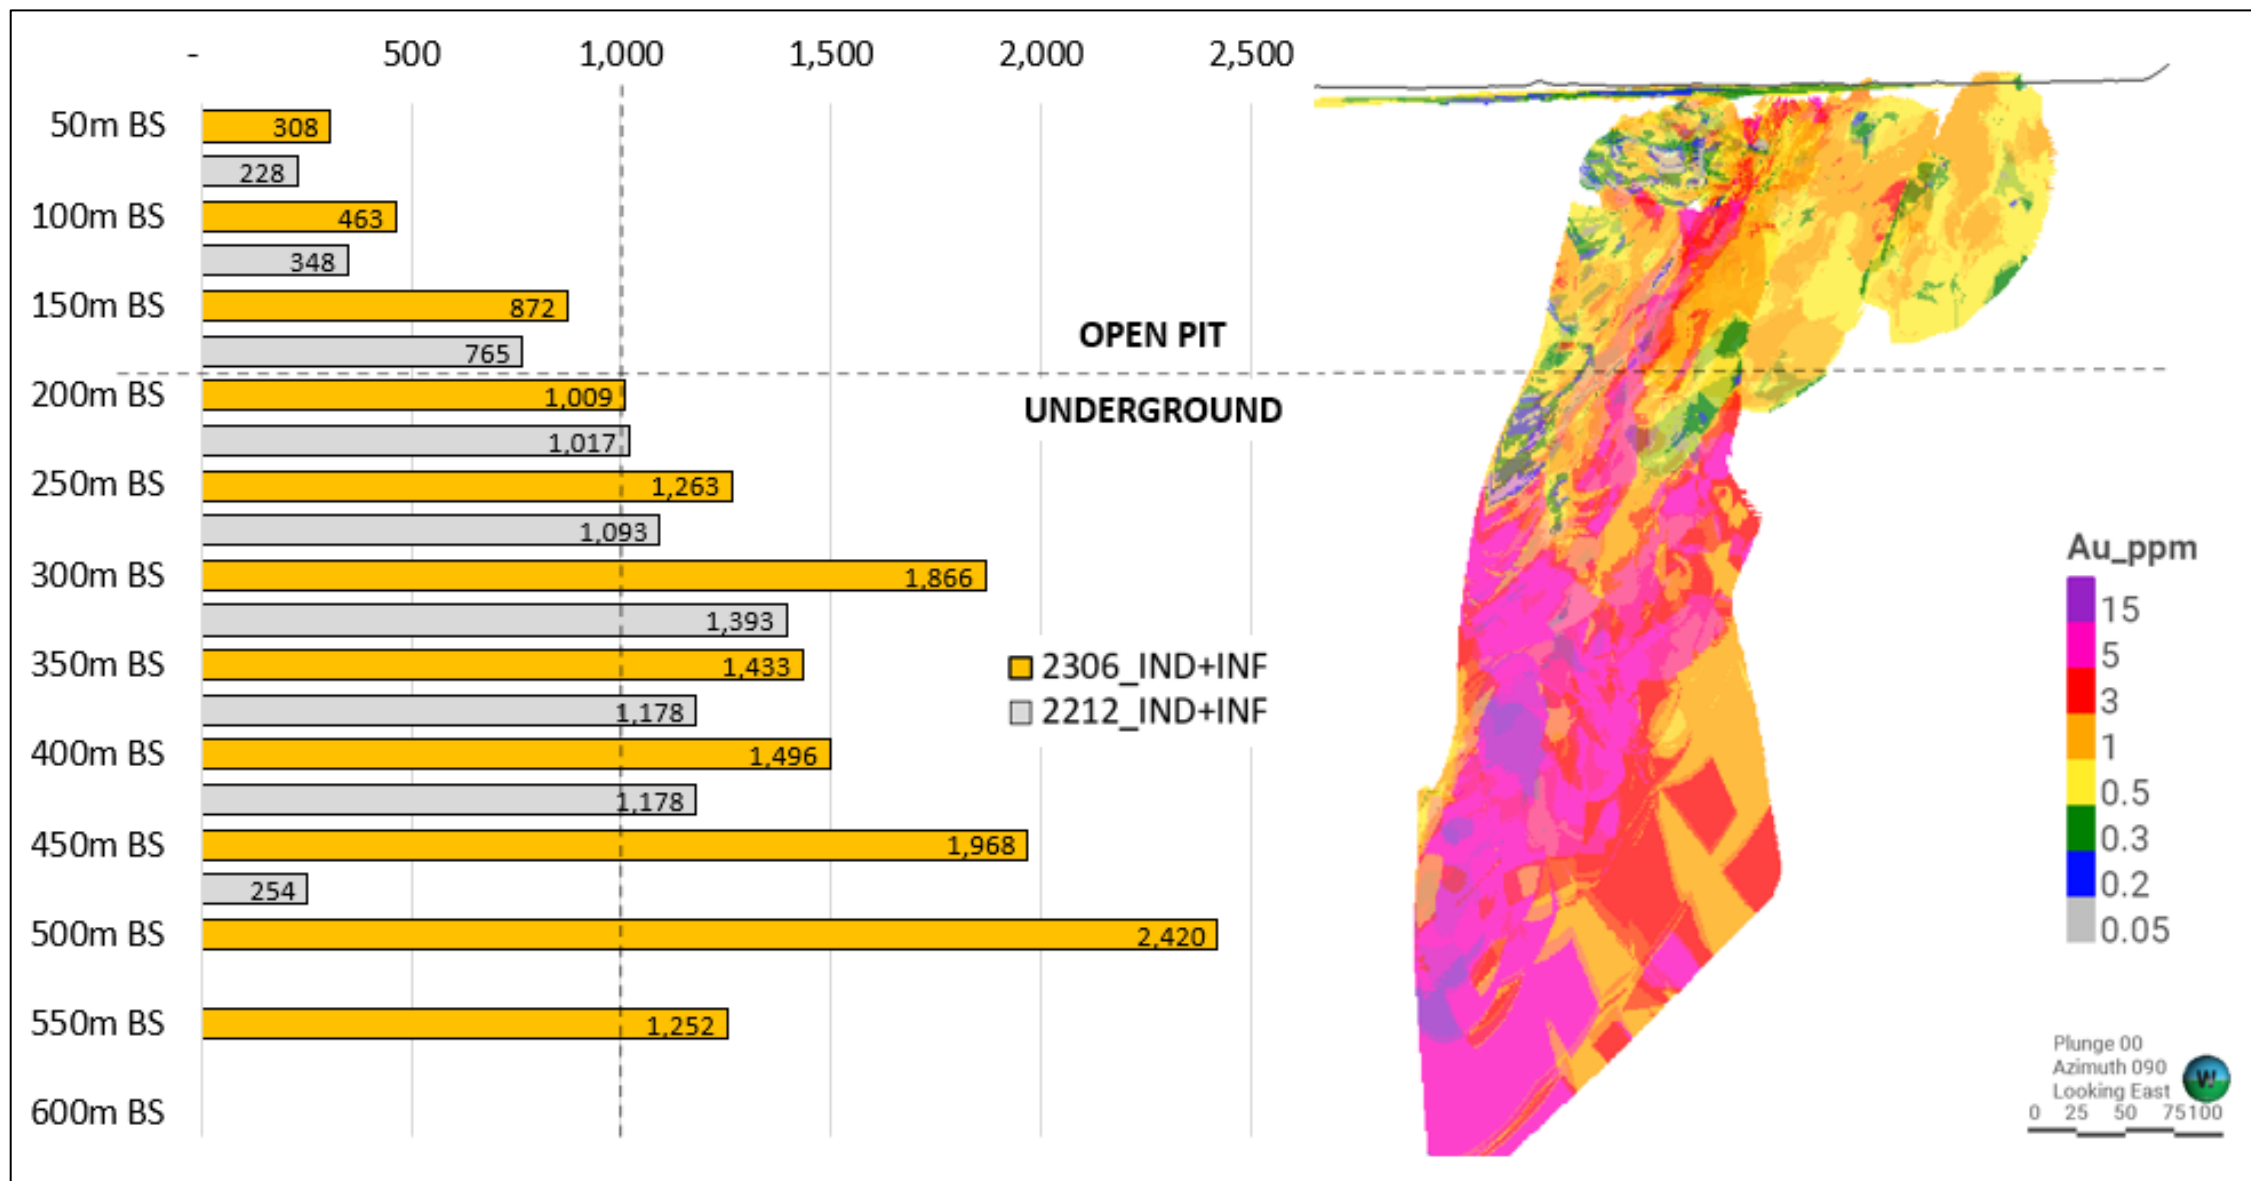 - 500 1,000 1,500 2,000 2,500
50m BS 308
228
100m BS 463
348
150m BS 872
OPEN PIT
765
200m BS 1,009
UNDERGROUND
1,017
250m BS 1,263
1,093
300m BS 1,866
1,393
350m BS 1,433
2306_IND+INF
1,178
2212_IND+INF
400m BS 1,496
1,178
450m BS 1,968
254
500m BS 2,420
550m BS 1,252
600m BS
Au_ppm
15
5
3
1
0.5
0.3
0.2
0.05
Plunge 00
Azimuth 090
Looking East
W
0 25 50 75 100